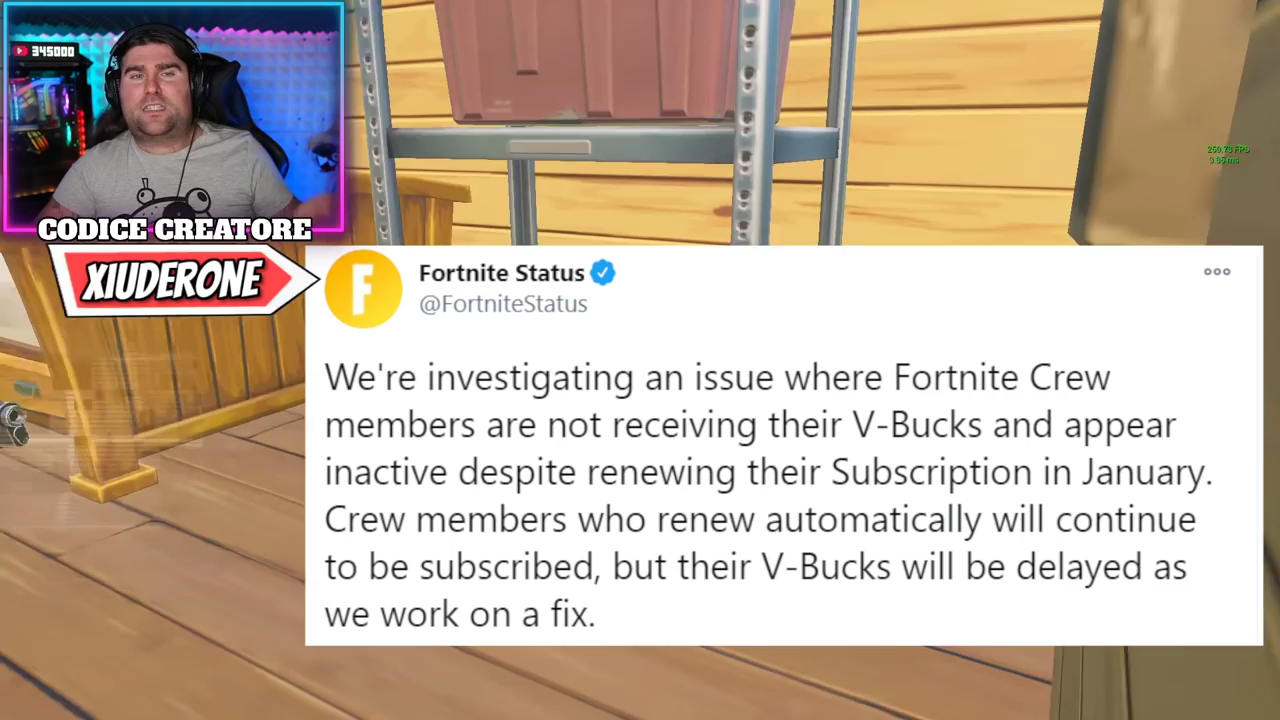 345000
CODICE CREATORE
XIUDERONE
Fortnite Status
@FortniteStatus
We're investigating an issue where Fortnite Crew
members are not receiving their V-Bucks and appear
inactive despite renewing their Subscription in January.
Crew members who renew automatically will continue
to be subscribed, but their V-Bucks will be delayed as
we work on a fix.